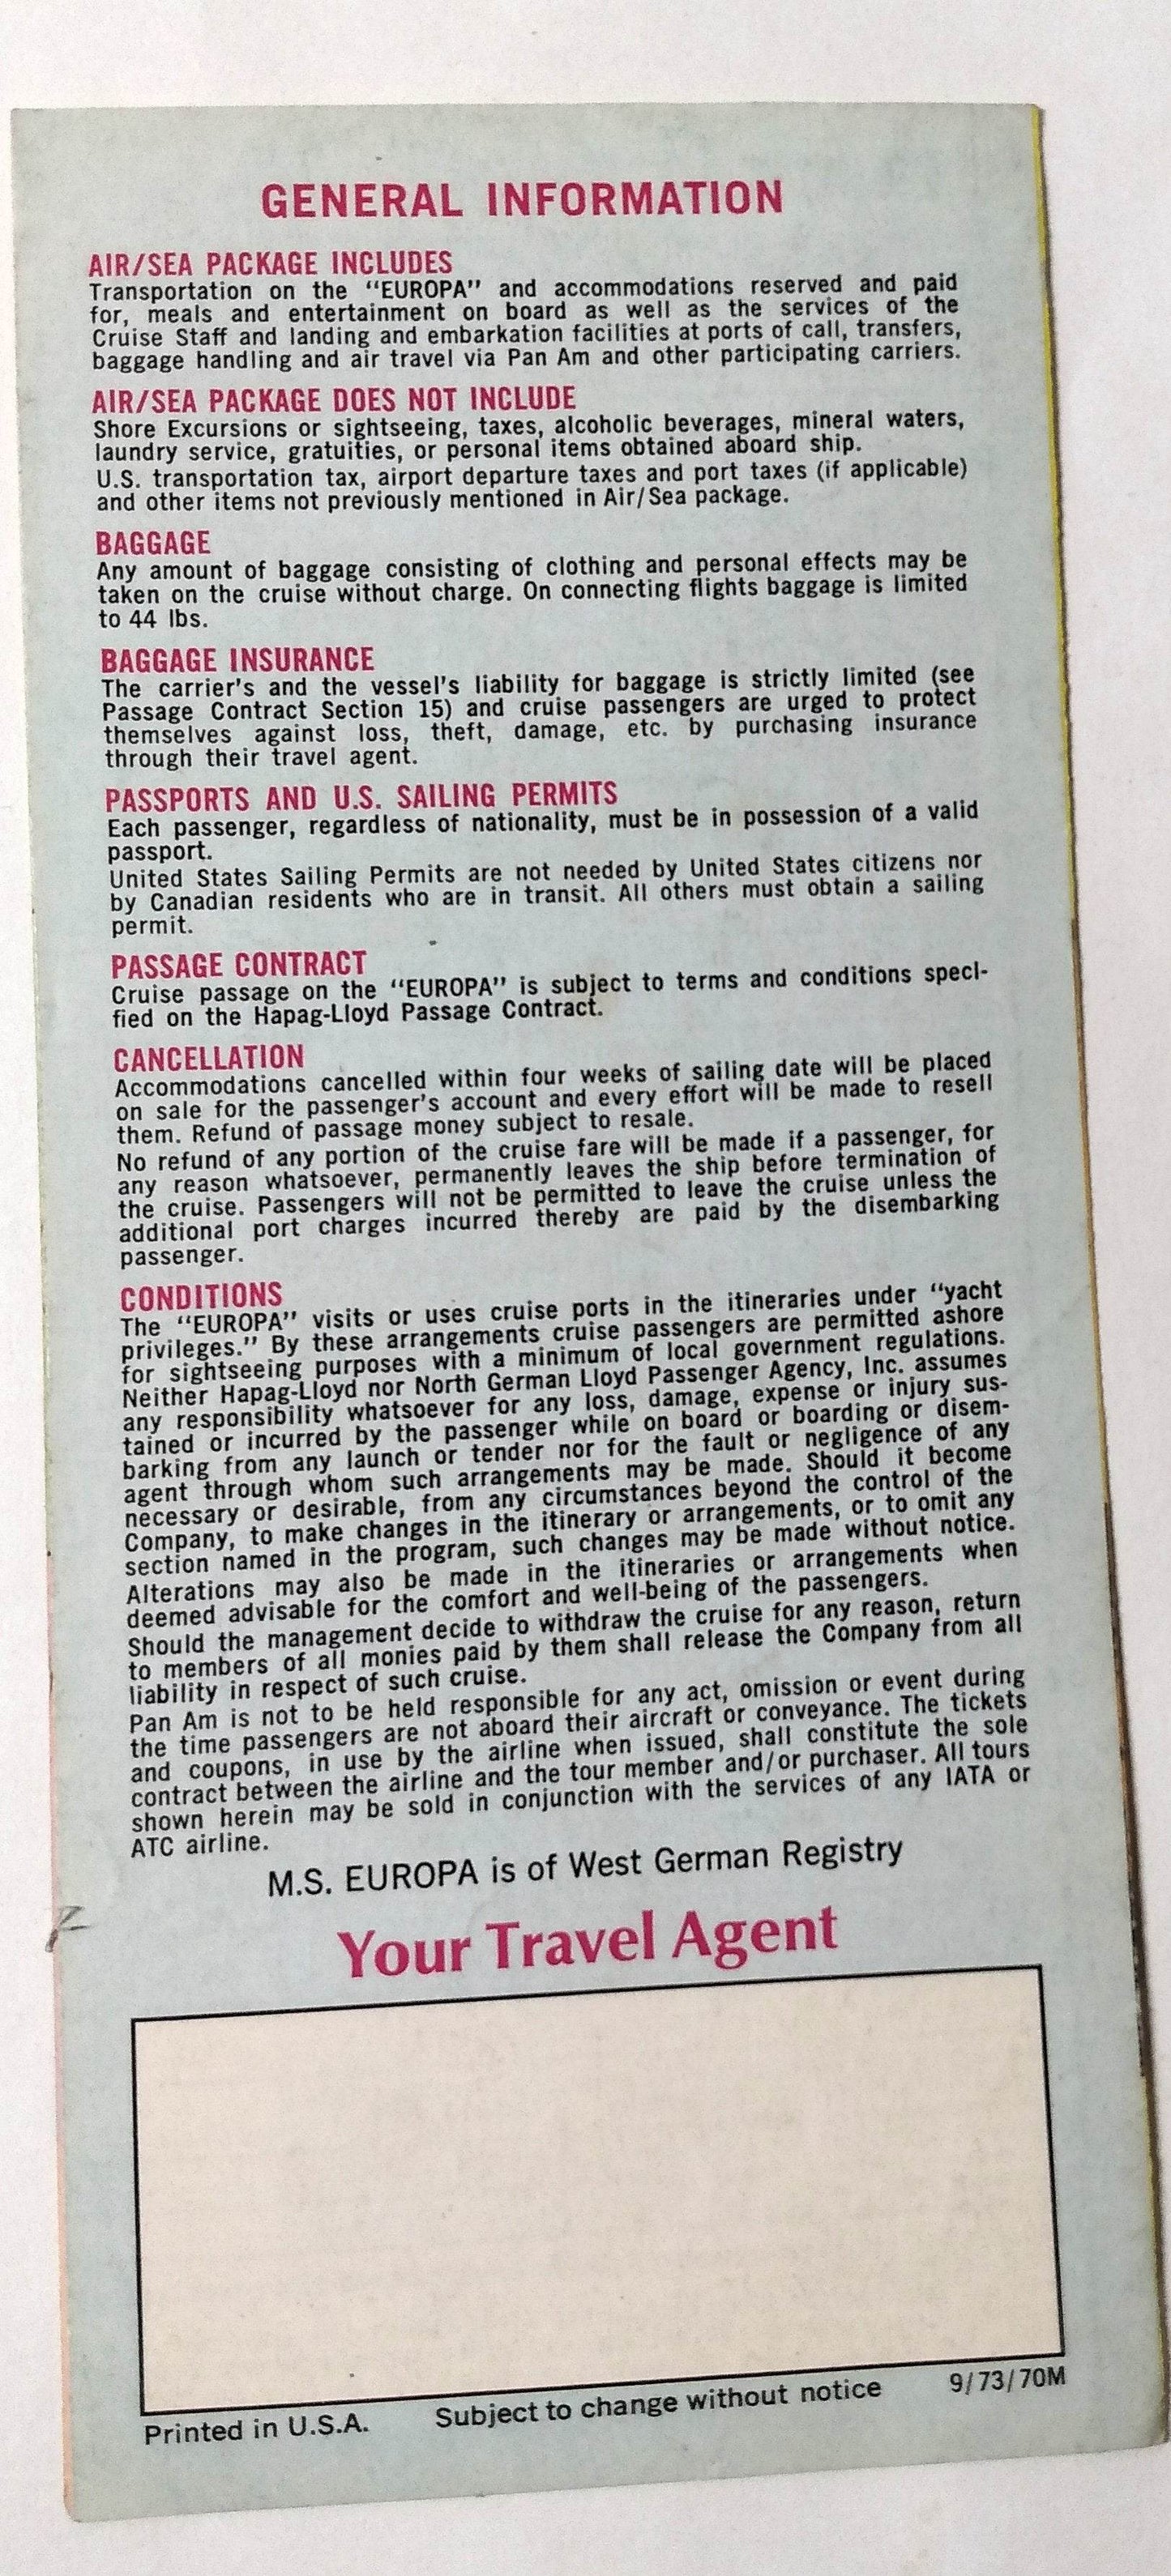 GENERAL INFORMATION
AIR/SEA PACKAGE INCLUDES
Transportation on the "EUROPA" and accommodations reserved and paid
for, meals and entertainment on board as well as the services of the
Cruise Staff and landing and embarkation facilities at ports of call, transfers,
baggage handling and air travel via Pan Am and other participating carriers.
AIR/SEA PACKAGE DOES NOT INCLUDE
Shore Excursions or sightseeing, taxes, alcoholic beverages, mineral waters,
laundry service, gratuities, or personal items obtained aboard ship.
U.S. transportation tax, airport departure taxes and port taxes (if applicable)
and other items not previously mentioned in Air/Sea package.
BAGGAGE
Any amount of baggage consisting of clothing and personal effects may be
taken on the cruise without charge. On connecting flights baggage is limited
to 44 lbs.
BAGGAGE INSURANCE
The carrier's and the vessel's liability for baggage is strictly limited (see
Passage Contract Section 15) and cruise passengers are urged to protect
themselves against loss, theft, damage, etc. by purchasing insurance
through their travel agent.
PASSPORTS AND U.S. SAILING PERMITS
Each passenger, regardless of nationality, must be in possession of a valid
passport.
United States Sailing Permits are not needed by United States citizens nor
by Canadian residents who are in transit. All others must obtain a sailing
permit.
PASSAGE CONTRACT
Cruise passage on the "EUROPA" is subject to terms and conditions speci-
fied on the Hapag-Lloyd Passage Contract.
CANCELLATION
Accommodations cancelled within four weeks of sailing date will be placed
on sale for the passenger's account and every effort will be made to resell
them. Refund of passage money subject to resale.
No refund of any portion of the cruise fare will be made if a passenger, for
any reason whatsoever, permanently leaves the ship before termination of
the cruise. Passengers will not be permitted to leave the cruise unless the
additional port charges incurred thereby are paid by the disembarking
passenger.
CONDITIONS
The "EUROPA" visits or uses cruise ports in the itineraries under "yacht
privileges." By these arrangements cruise passengers are permitted ashore
for sightseeing purposes with a minimum of local government regulations.
Neither Hapag-Lloyd nor North German Lloyd Passenger Agency, Inc. assumes
any responsibility whatsoever for any loss, damage, expense or injury sus-
tained or incurred by the passenger while on board or boarding or disem-
barking from any launch or tender nor for the fault or negligence of any
agent through whom such arrangements may be made. Should it become
necessary or desirable, from any circumstances beyond the control of the
Company, to make changes in the itinerary or arrangements, or to omit any
section named in the program, such changes may be made without notice.
Alterations may also be made in the itineraries or arrangements when
deemed advisable for the comfort and well-being of the passengers.
Should the management decide to withdraw the cruise for any reason, return
to members of all monies paid by them shall release the Company from all
liability in respect of such cruise.
Pan Am is not to be held responsible for any act, omission or event during
the time passengers are not aboard their aircraft or conveyance. The tickets
and coupons, in use by the airline when issued, shall constitute the sole
contract between the airline and the tour member and/or purchaser. All tours
shown herein may be sold in conjunction with the services of any IATA or
ATC airline.
M.S. EUROPA is of West German Registry
Your Travel Agent
Printed in U.S.A. Subject to change without notice 9/73/70M